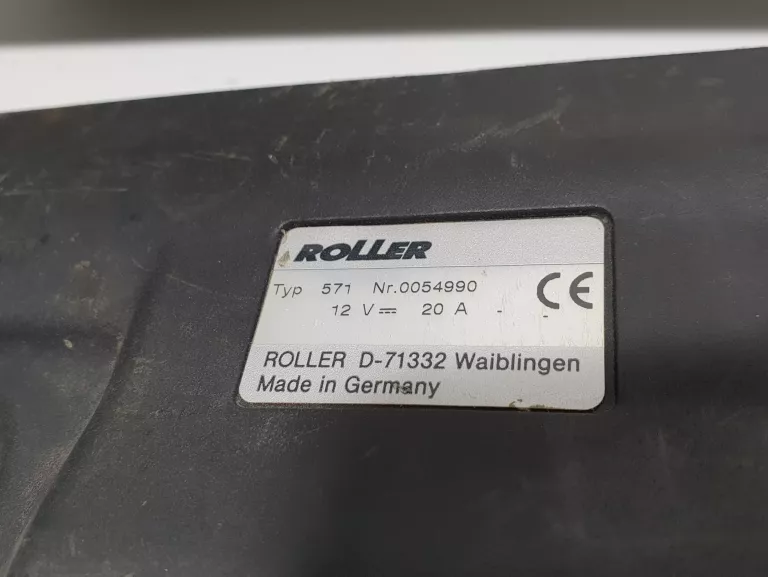 ROLLER
Typ 571 Nr.0054990
12 V⎓ 20 A - -
CE
ROLLER D-71332 Waiblingen
Made in Germany